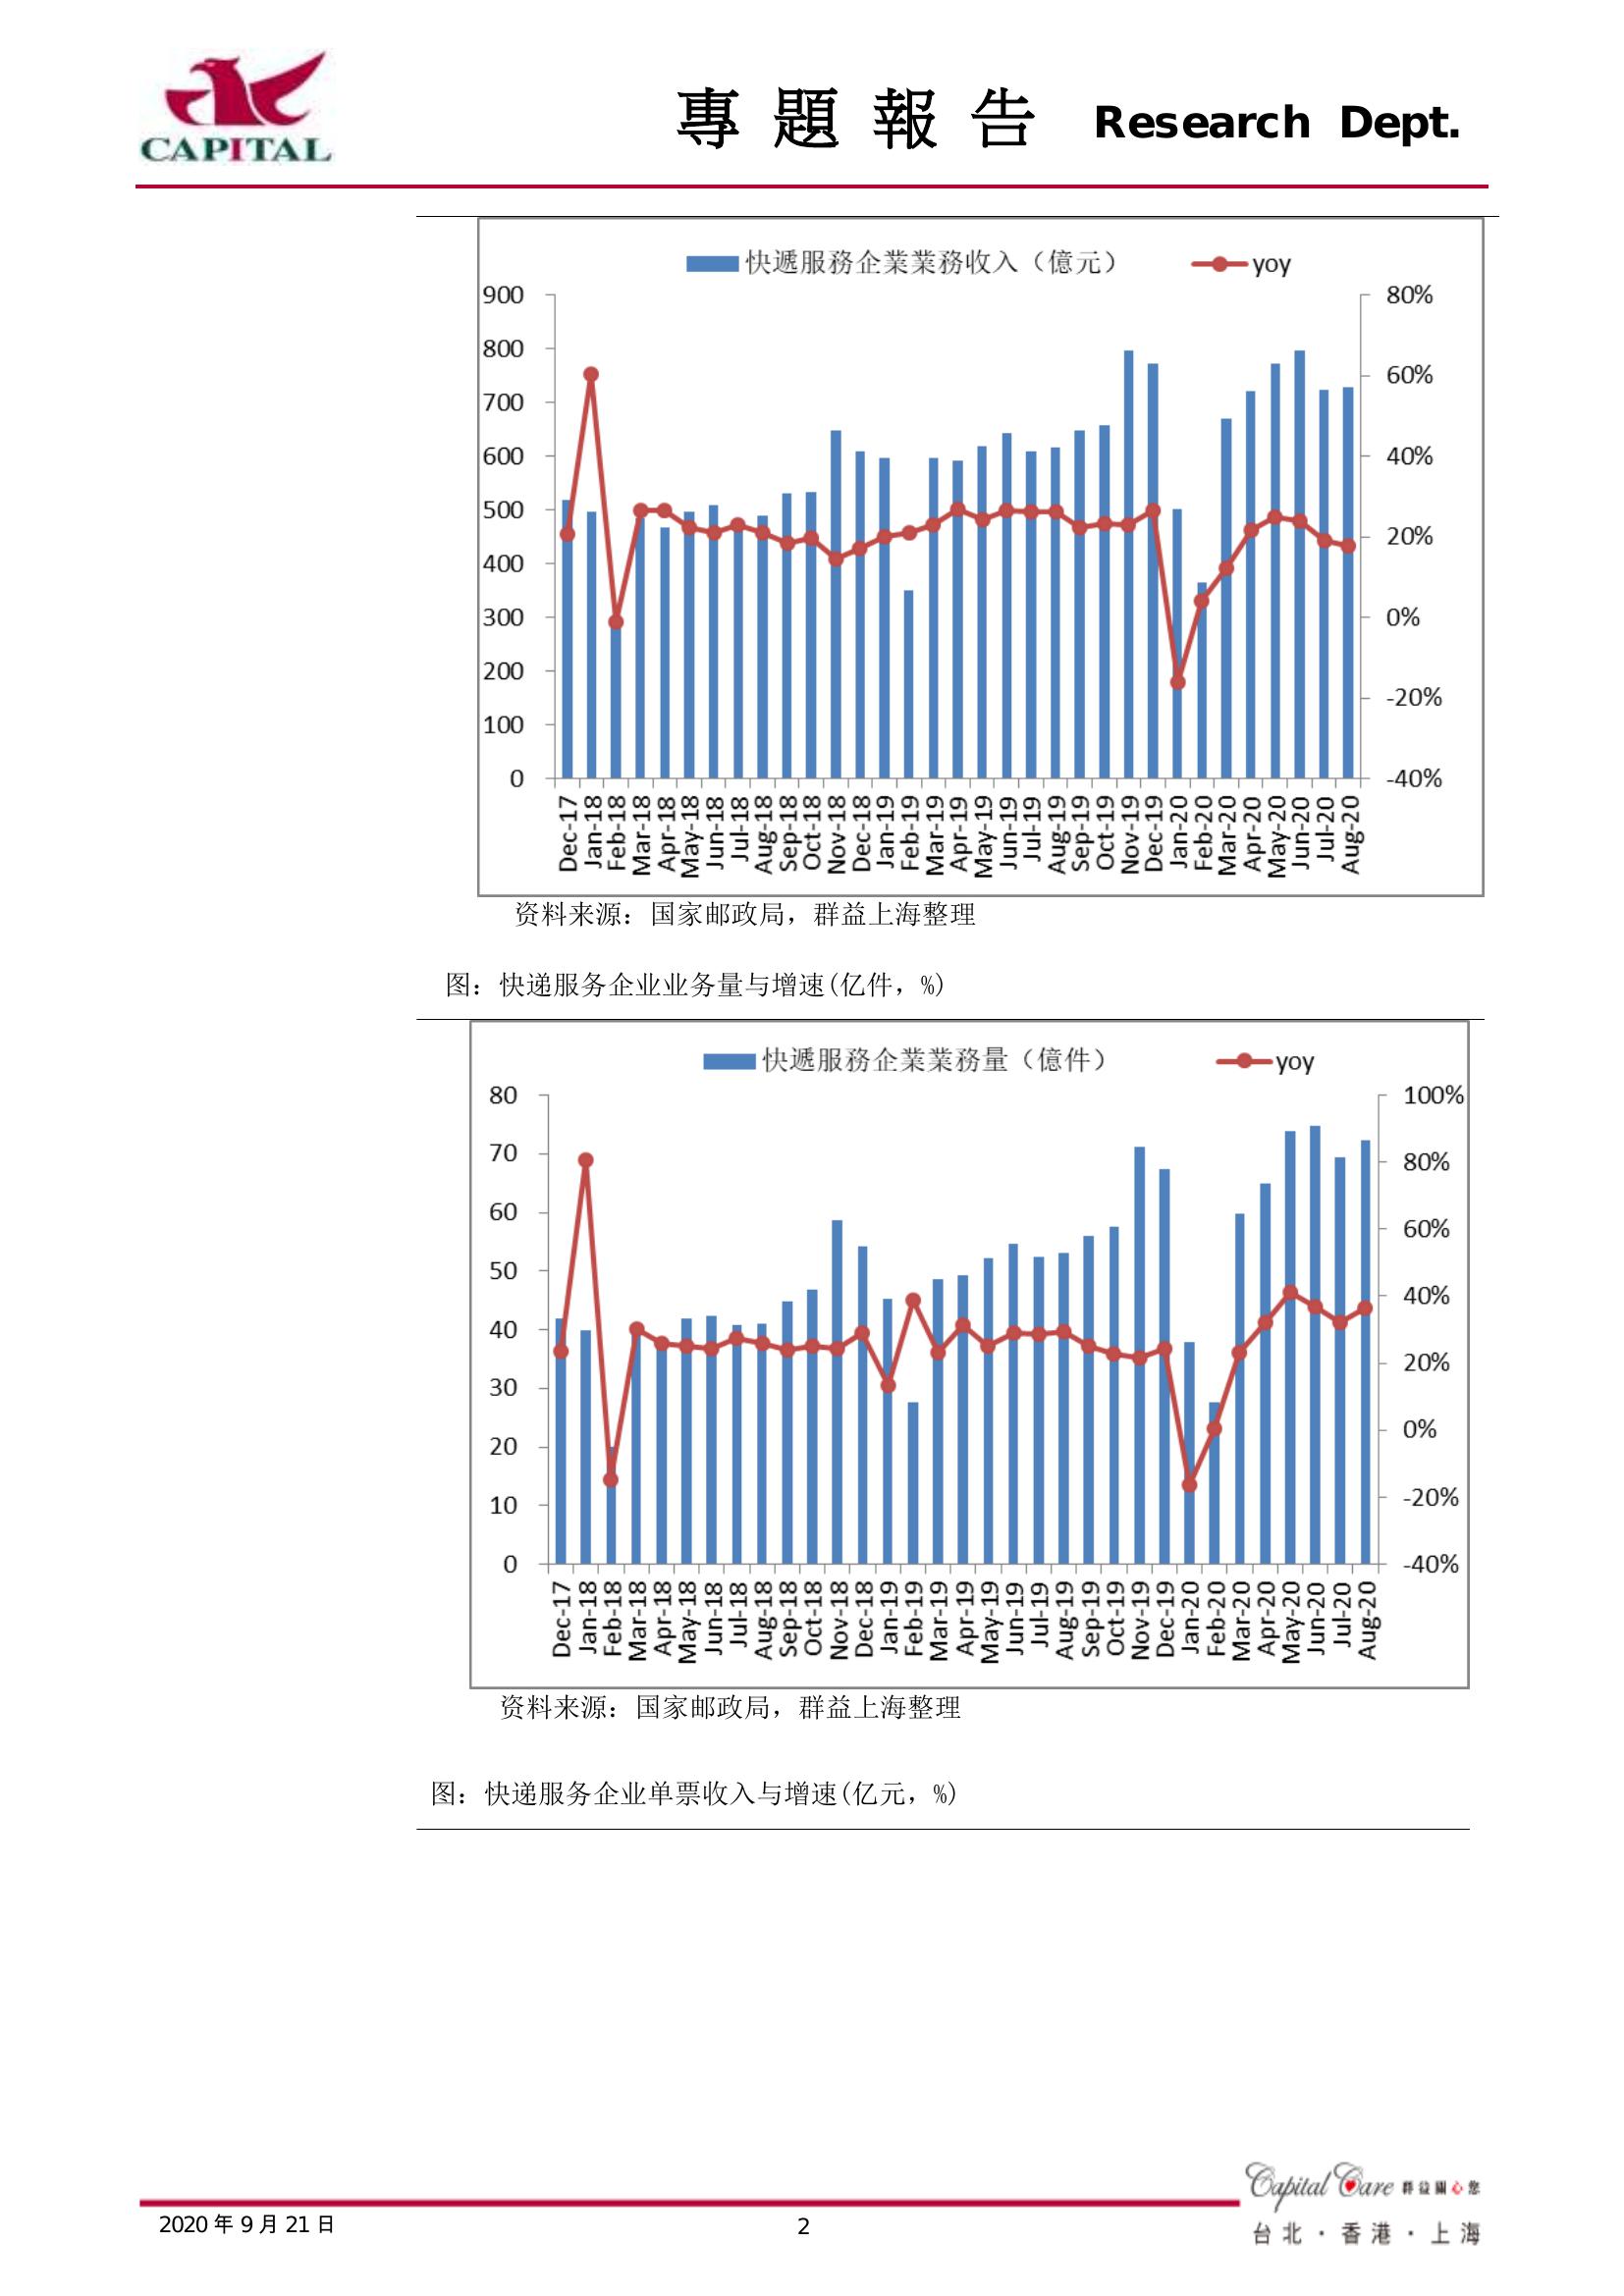 CAPITAL
專 題 報 告 Research Dept.
快遞服務企業業務收入（億元） yoy
900
800
700
600
500
400
300
200
100
0
80%
60%
40%
20%
0%
-20%
-40%
Dec-17
Jan-18
Feb-18
Mar-18
Apr-18
May-18
Jun-18
Jul-18
Aug-18
Sep-18
Oct-18
Nov-18
Dec-18
Jan-19
Feb-19
Mar-19
Apr-19
May-19
Jun-19
Jul-19
Aug-19
Sep-19
Oct-19
Nov-19
Dec-19
Jan-20
Feb-20
Mar-20
Apr-20
May-20
Jun-20
Jul-20
Aug-20
资料来源：国家邮政局，群益上海整理
图：快递服务企业业务量与增速(亿件，%)
快遞服務企業業務量（億件） yoy
80
70
60
50
40
30
20
10
0
100%
80%
60%
40%
20%
0%
-20%
-40%
Dec-17
Jan-18
Feb-18
Mar-18
Apr-18
May-18
Jun-18
Jul-18
Aug-18
Sep-18
Oct-18
Nov-18
Dec-18
Jan-19
Feb-19
Mar-19
Apr-19
May-19
Jun-19
Jul-19
Aug-19
Sep-19
Oct-19
Nov-19
Dec-19
Jan-20
Feb-20
Mar-20
Apr-20
May-20
Jun-20
Jul-20
Aug-20
资料来源：国家邮政局，群益上海整理
图：快递服务企业单票收入与增速(亿元，%)
Capital Care 群益關心您
2020 年 9 月 21 日
2
台北·香港·上海